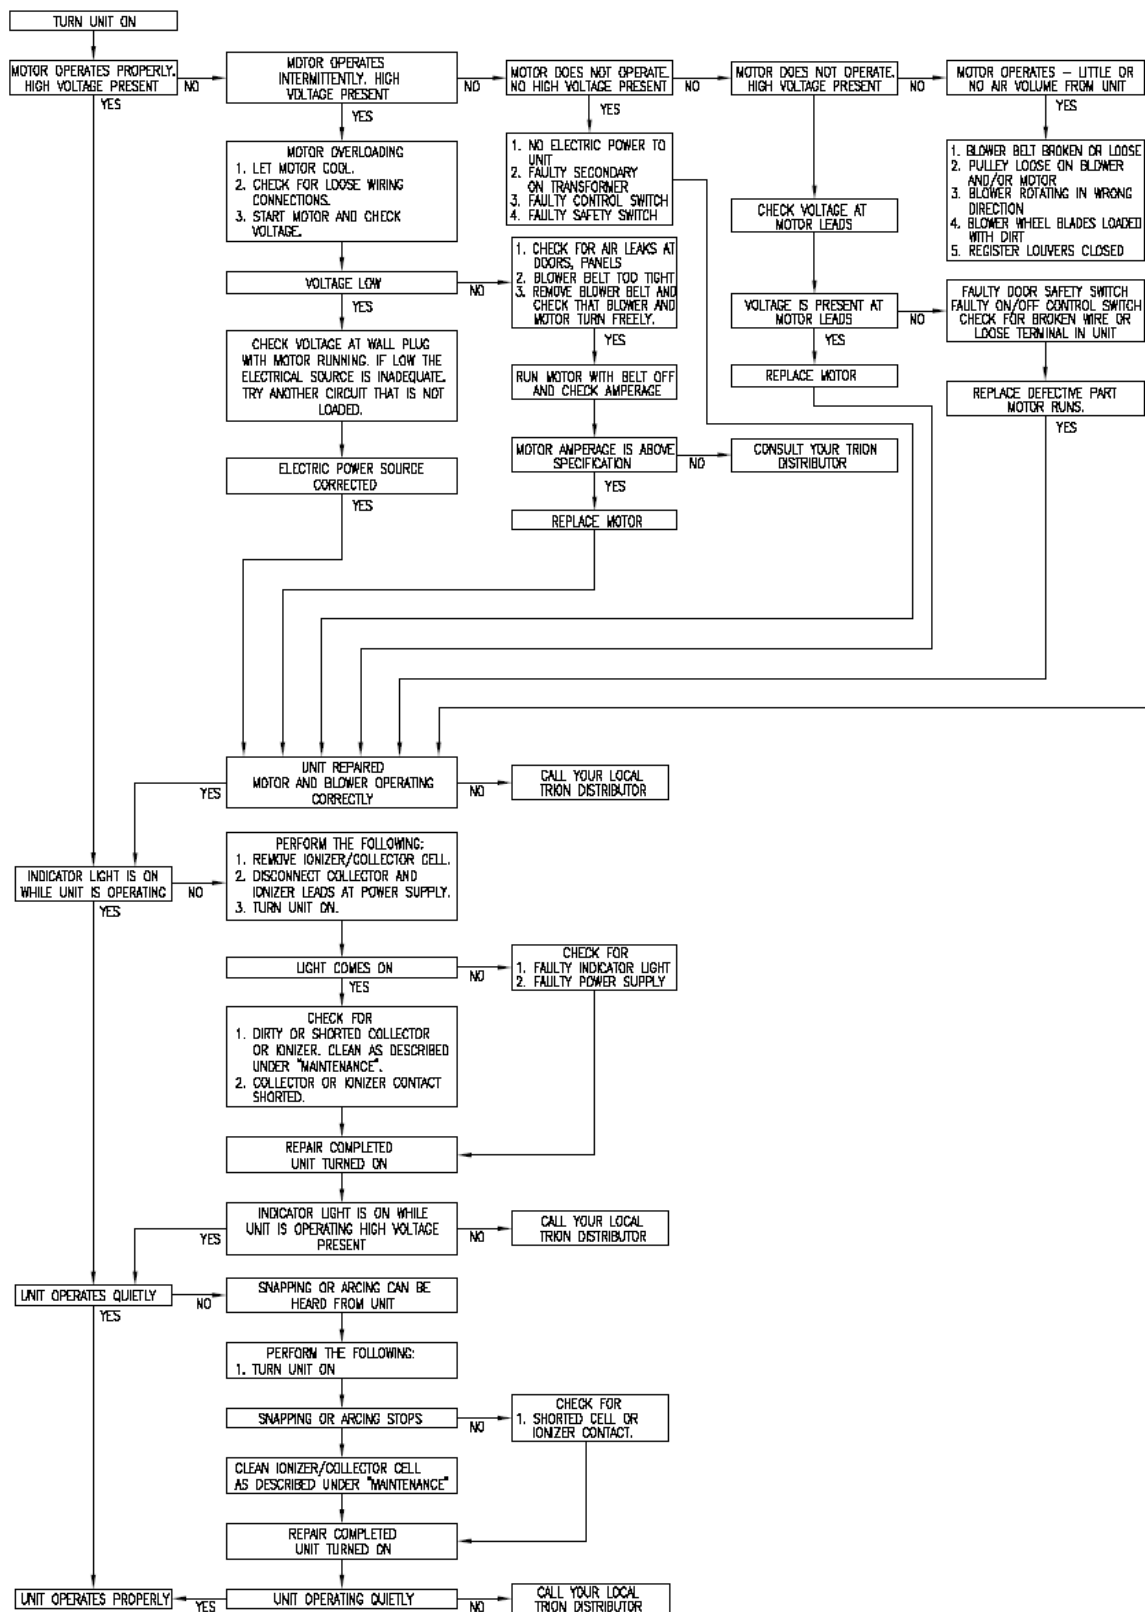 TURN UNIT ON
MOTOR OPERATES PROPERLY.
HIGH VOLTAGE PRESENT
NO
YES
MOTOR OPERATES
INTERMITTENTLY. HIGH
VOLTAGE PRESENT
NO
YES
MOTOR DOES NOT OPERATE.
NO HIGH VOLTAGE PRESENT
NO
YES
MOTOR DOES NOT OPERATE.
HIGH VOLTAGE PRESENT
NO
MOTOR OPERATES – LITTLE OR
NO AIR VOLUME FROM UNIT
YES
MOTOR OVERLOADING
1. LET MOTOR COOL.
2. CHECK FOR LOOSE WIRING
CONNECTIONS.
3. START MOTOR AND CHECK
VOLTAGE.
1. NO ELECTRIC POWER TO
UNIT
2. FAULTY SECONDARY
ON TRANSFORMER
3. FAULTY CONTROL SWITCH
4. FAULTY SAFETY SWITCH
CHECK VOLTAGE AT
MOTOR LEADS
1. BLOWER BELT BROKEN OR LOOSE
2. PULLEY LOOSE ON BLOWER
AND/OR MOTOR
3. BLOWER ROTATING IN WRONG
DIRECTION
4. BLOWER WHEEL BLADES LOADED
WITH DIRT
5. REGISTER LOUVERS CLOSED
VOLTAGE LOW
NO
YES
1. CHECK FOR AIR LEAKS AT
DOORS, PANELS
2. BLOWER BELT TOO TIGHT
3. REMOVE BLOWER BELT AND
CHECK THAT BLOWER AND
MOTOR TURN FREELY.
YES
VOLTAGE IS PRESENT AT
MOTOR LEADS
NO
YES
FAULTY DOOR SAFETY SWITCH
FAULTY ON/OFF CONTROL SWITCH
CHECK FOR BROKEN WIRE OR
LOOSE TERMINAL IN UNIT
CHECK VOLTAGE AT WALL PLUG
WITH MOTOR RUNNING. IF LOW THE
ELECTRICAL SOURCE IS INADEQUATE.
TRY ANOTHER CIRCUIT THAT IS NOT
LOADED.
RUN MOTOR WITH BELT OFF
AND CHECK AMPERAGE
REPLACE MOTOR
REPLACE DEFECTIVE PART
MOTOR RUNS.
YES
ELECTRIC POWER SOURCE
CORRECTED
YES
MOTOR AMPERAGE IS ABOVE
SPECIFICATION
NO
YES
CONSULT YOUR TRION
DISTRIBUTOR
REPLACE MOTOR
UNIT REPAIRED
MOTOR AND BLOWER OPERATING
CORRECTLY
YES
NO
CALL YOUR LOCAL
TRION DISTRIBUTOR
INDICATOR LIGHT IS ON
WHILE UNIT IS OPERATING
NO
YES
PERFORM THE FOLLOWING:
1. REMOVE IONIZER/COLLECTOR CELL.
2. DISCONNECT COLLECTOR AND
IONIZER LEADS AT POWER SUPPLY.
3. TURN UNIT ON.
LIGHT COMES ON
NO
YES
CHECK FOR
1. FAULTY INDICATOR LIGHT
2. FAULTY POWER SUPPLY
CHECK FOR
1. DIRTY OR SHORTED COLLECTOR
OR IONIZER. CLEAN AS DESCRIBED
UNDER "MAINTENANCE".
2. COLLECTOR OR IONIZER CONTACT
SHORTED.
REPAIR COMPLETED
UNIT TURNED ON
INDICATOR LIGHT IS ON WHILE
UNIT IS OPERATING HIGH VOLTAGE
PRESENT
YES
NO
CALL YOUR LOCAL
TRION DISTRIBUTOR
UNIT OPERATES QUIETLY
NO
YES
SNAPPING OR ARCING CAN BE
HEARD FROM UNIT
PERFORM THE FOLLOWING:
1. TURN UNIT ON
SNAPPING OR ARCING STOPS
NO
CHECK FOR
1. SHORTED CELL OR
IONIZER CONTACT.
CLEAN IONIZER/COLLECTOR CELL
AS DESCRIBED UNDER "MAINTENANCE"
REPAIR COMPLETED
UNIT TURNED ON
UNIT OPERATES PROPERLY
YES
UNIT OPERATING QUIETLY
NO
CALL YOUR LOCAL
TRION DISTRIBUTOR